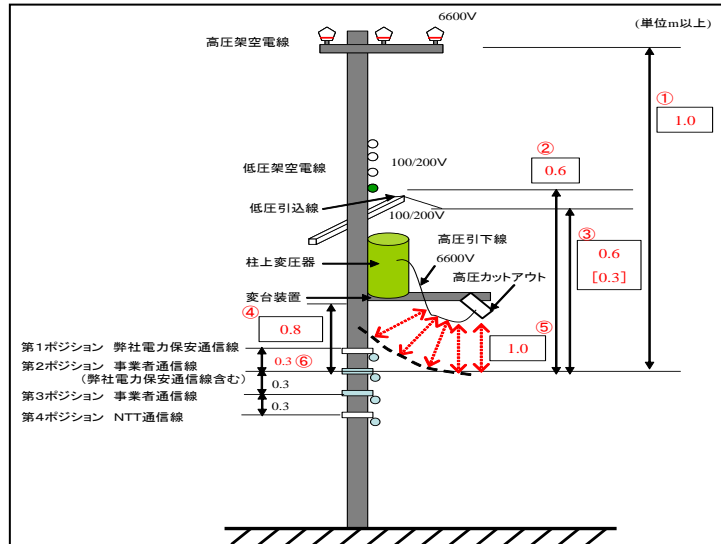 6600V
(単位m以上)
高圧架空電線
①
1.0
②
0.6
低圧架空電線
100/200V
低圧引込線
100/200V
③
0.6
[0.3]
高圧引下線
6600V
柱上変圧器
高圧カットアウト
変台装置
④
0.8
⑤
1.0
第1ポジション 弊社電力保安通信線
第2ポジション 事業者通信線
0.3 ⑥
(弊社電力保安通信線含む)
0.3
第3ポジション 事業者通信線
0.3
第4ポジション NTT通信線